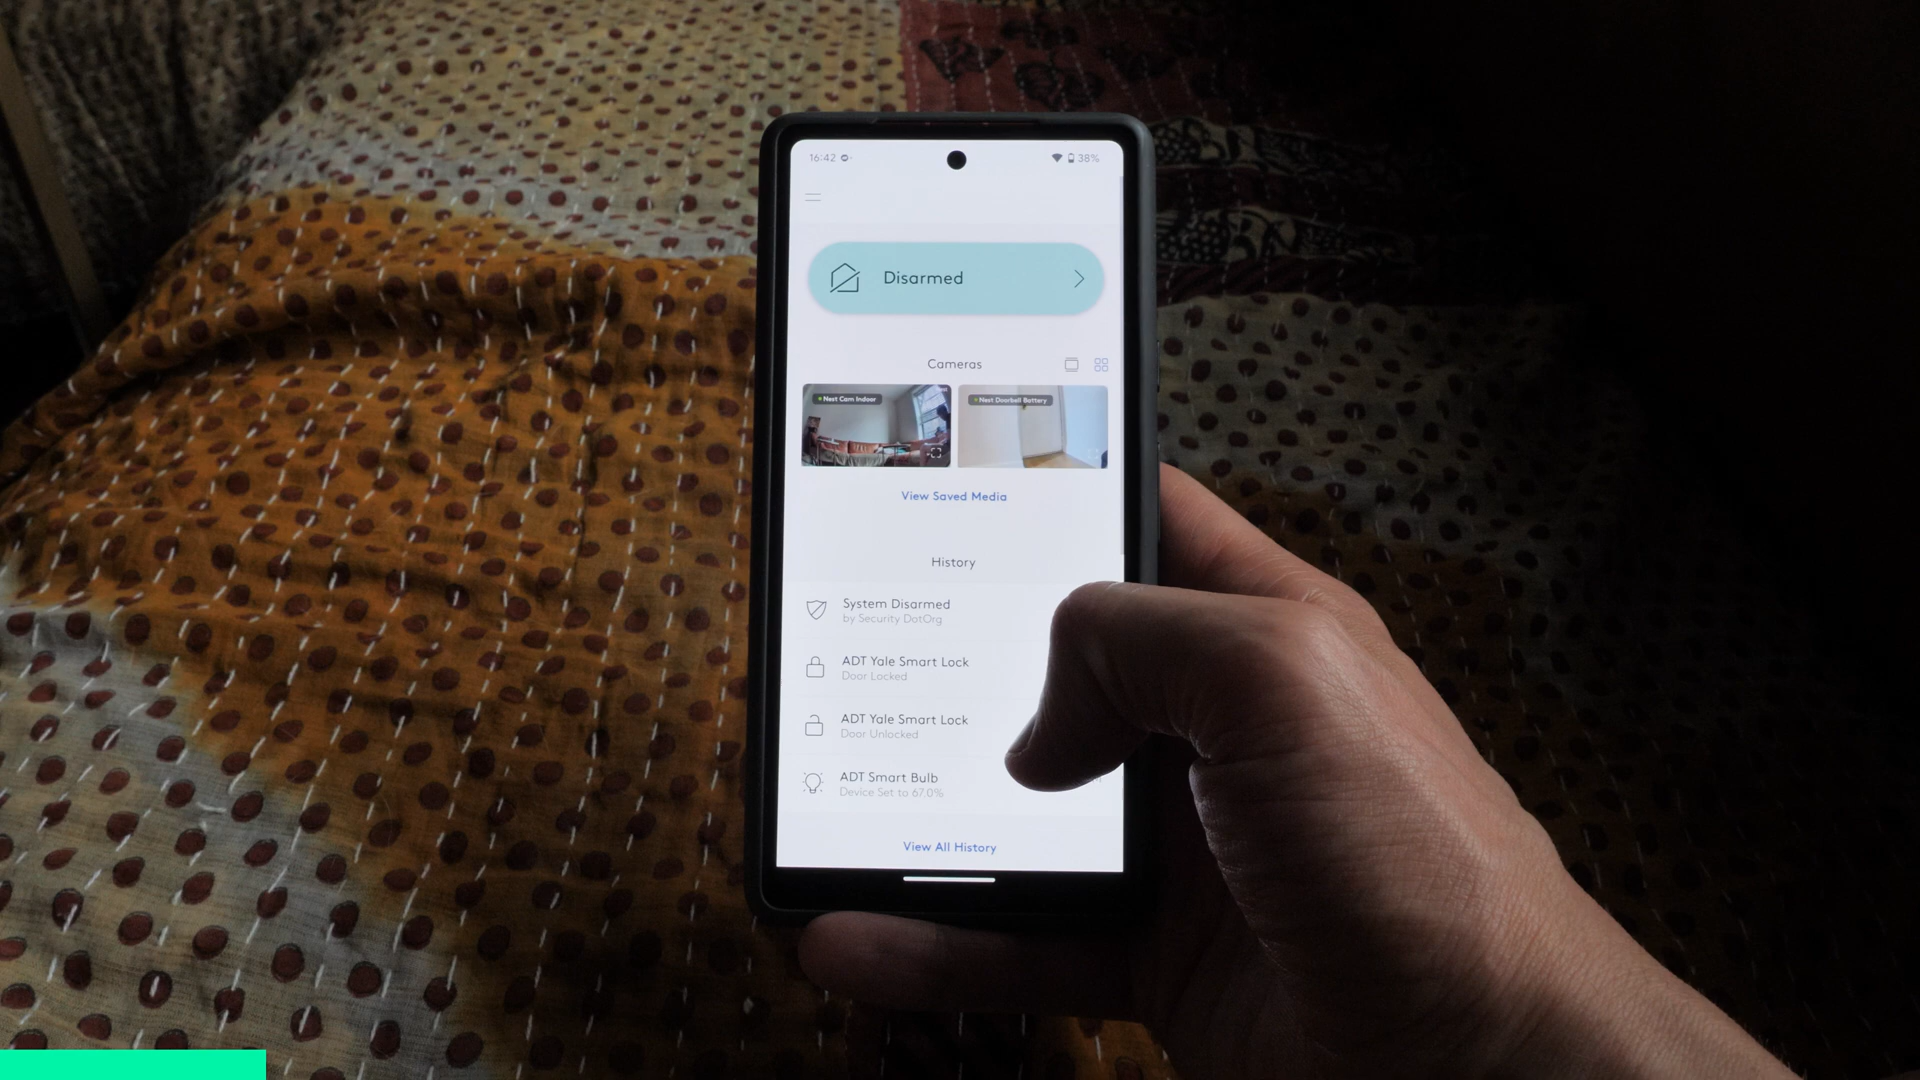 16:42
38%
Disarmed
Cameras
Nest Cam Indoor
Nest Doorbell Battery
View Saved Media
History
System Disarmed
by Security DotOrg
ADT Yale Smart Lock
Door Locked
ADT Yale Smart Lock
Door Unlocked
ADT Smart Bulb
Device Set to 67.0%
View All History